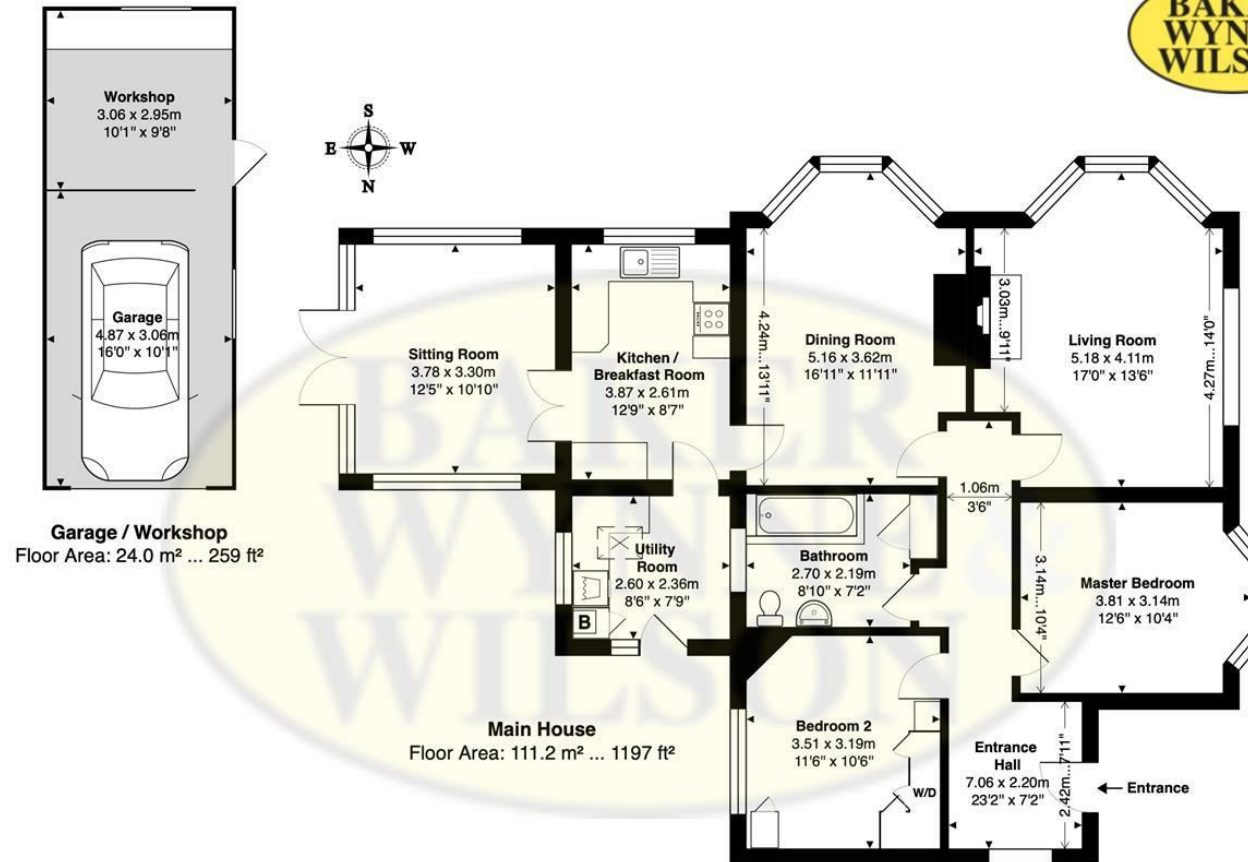 BAKE
WYN
WILS
Workshop
3.06 x 2.95m
10'1" x 9'8"
S
E
W
N
Garage
4.87 x 3.06m
16'0" x 10'1"
Garage / Workshop
Floor Area: 24.0 m² ... 259 ft²
Sitting Room
3.78 x 3.30m
12'5" x 10'10"
Kitchen /
Breakfast Room
3.87 x 2.61m
12'9" x 8'7"
4.24m...13'11"
Dining Room
5.16 x 3.62m
16'11" x 11'11"
3.03m...9'11"
Living Room
5.18 x 4.11m
17'0" x 13'6"
4.27m...14'0"
1.06m
3'6"
Utility
Room
2.60 x 2.36m
8'6" x 7'9"
B
Bathroom
2.70 x 2.19m
8'10" x 7'2"
3.14m...10'4"
Master Bedroom
3.81 x 3.14m
12'6" x 10'4"
Main House
Floor Area: 111.2 m² ... 1197 ft²
Bedroom 2
3.51 x 3.19m
11'6" x 10'6"
W/D
Entrance
Hall
7.06 x 2.20m
23'2" x 7'2"
2.42m...7'11"
Entrance
BAKER
WYNNE &
WILSON